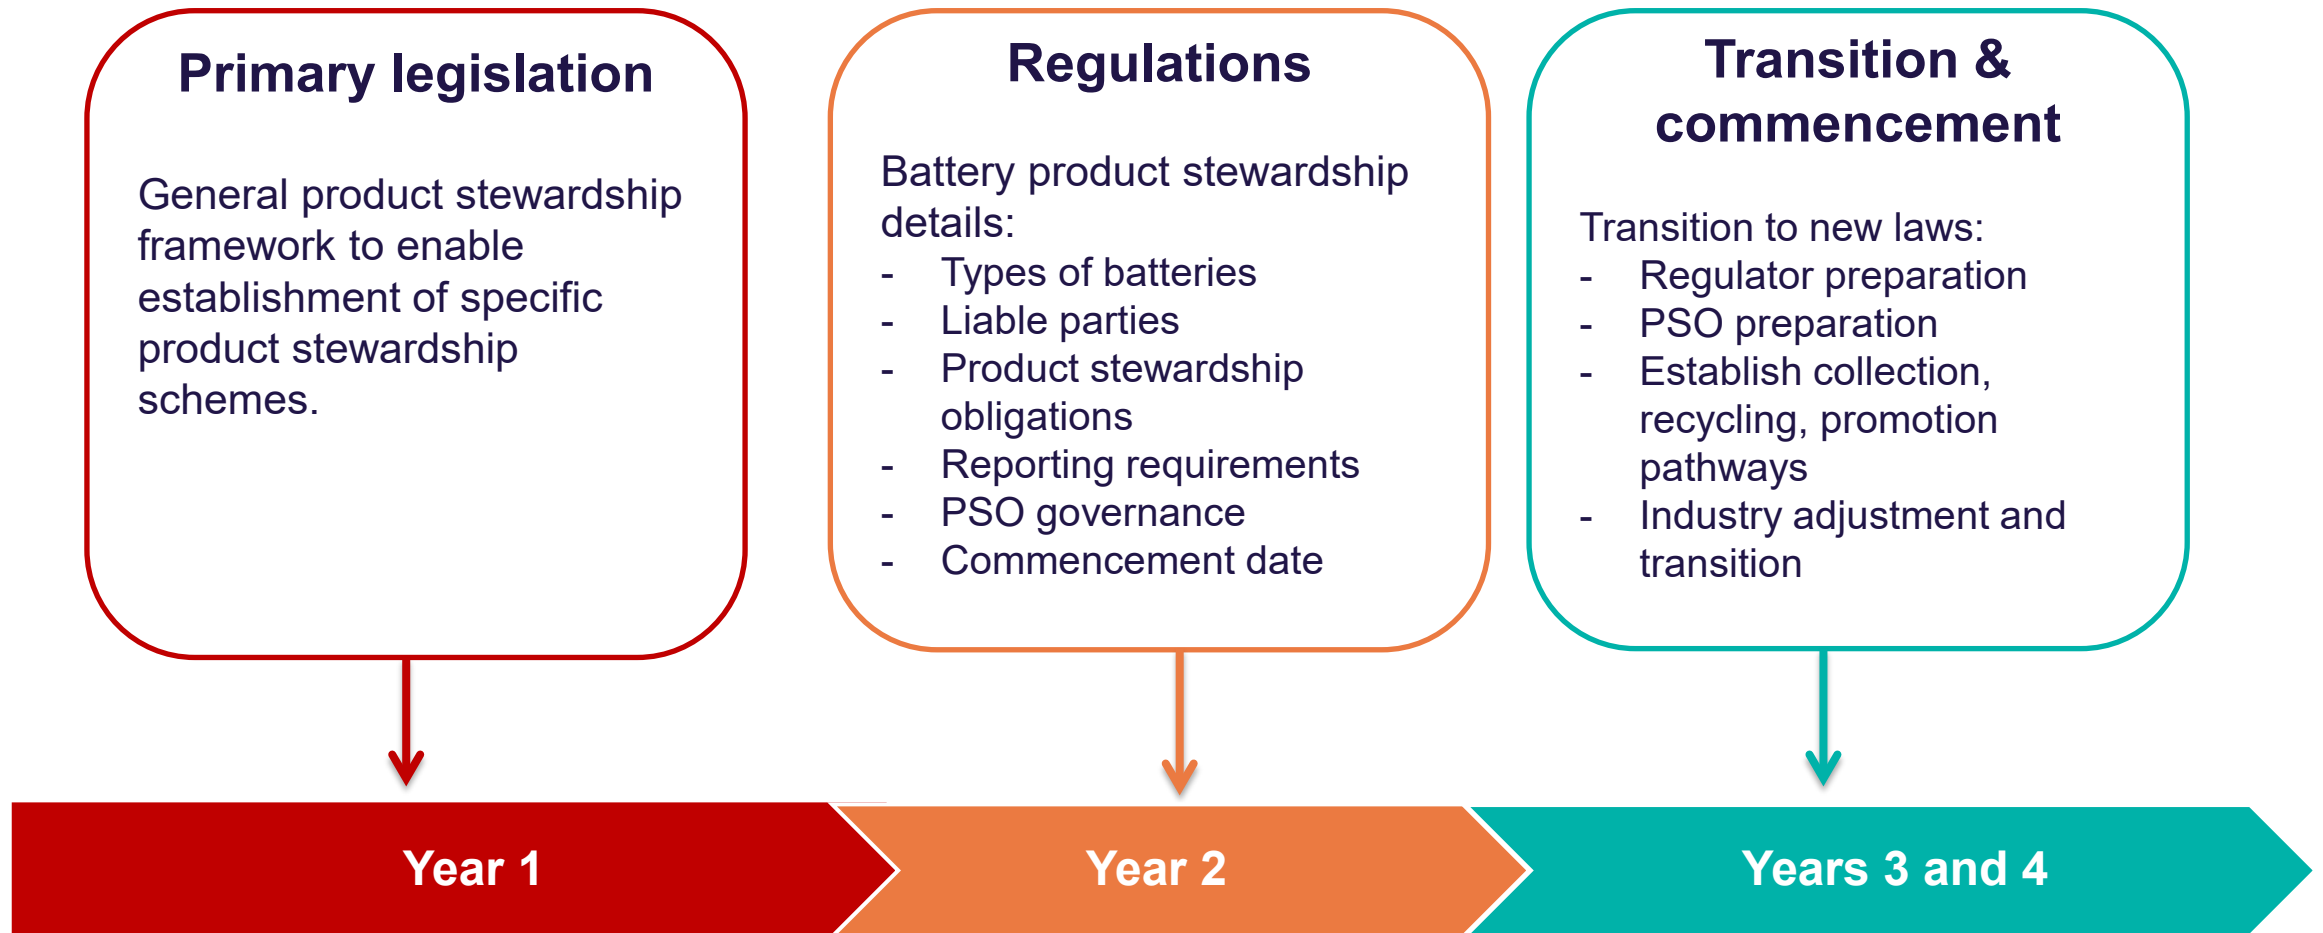 Primary legislation
General product stewardship
framework to enable
establishment of specific
product stewardship
schemes.
Regulations
Battery product stewardship
details:
- Types of batteries
- Liable parties
- Product stewardship
obligations
- Reporting requirements
- PSO governance
- Commencement date
Transition &
commencement
Transition to new laws:
- Regulator preparation
- PSO preparation
- Establish collection,
recycling, promotion
pathways
- Industry adjustment and
transition
Year 1
Year 2
Years 3 and 4